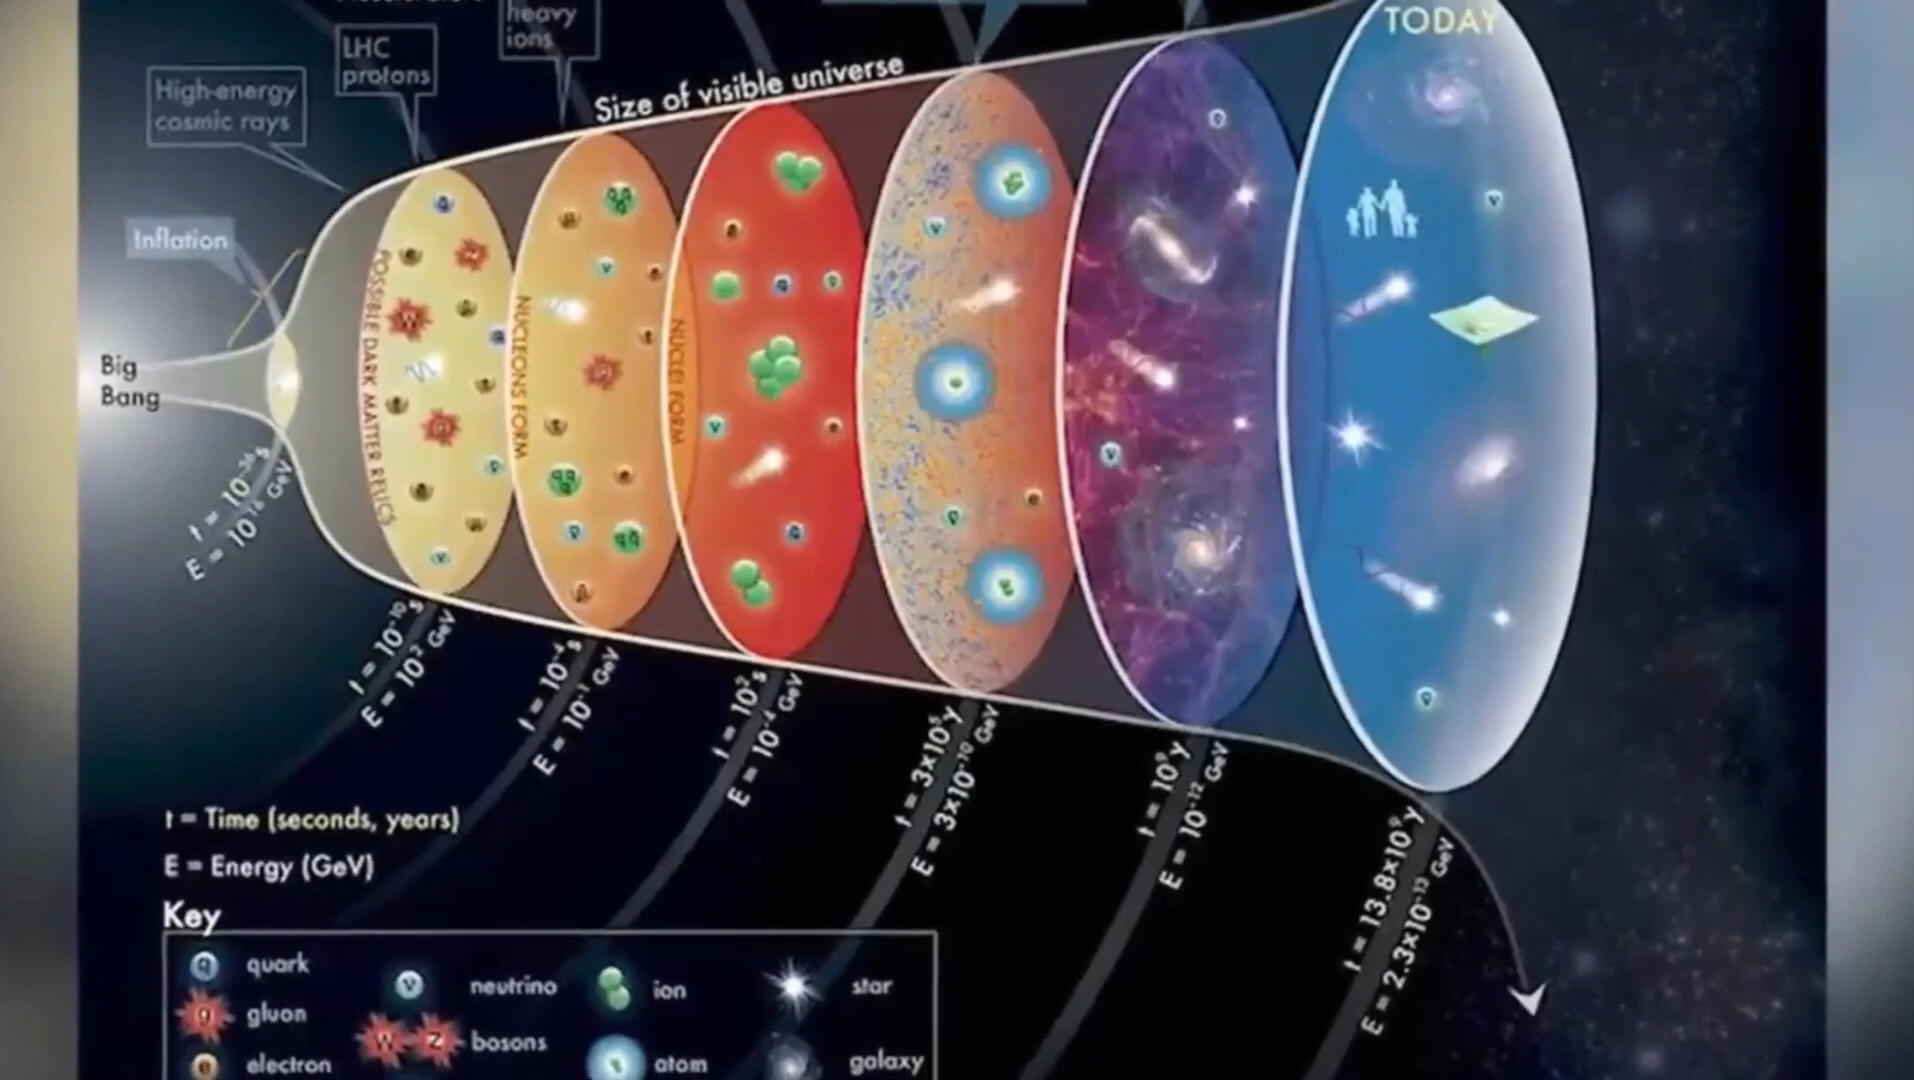 TODAY
heavy
ions
LHC
protons
Size of visible universe
High-energy
cosmic rays
Inflation
Big
Bang
POSSIBLE DARK MATTER RELICS
NUCLEONS FORM
NUCLEI FORM
t = 10⁻³⁶ s
E = 10¹⁶ GeV
t = 10⁻¹⁰ s
E = 10² GeV
t = 10⁻⁴ s
E = 10⁻¹ GeV
t = 10² s
E = 10⁻⁴ GeV
t = 3×10⁵ y
E = 3×10⁻¹⁰ GeV
t = 10⁹ y
E = 10⁻¹² GeV
t = 13.8×10⁹ y
E = 2.3×10⁻¹³ GeV
t = Time (seconds, years)
E = Energy (GeV)
Key
q quark
ν neutrino
ion
star
g gluon
W Z bosons
e electron
atom
galaxy